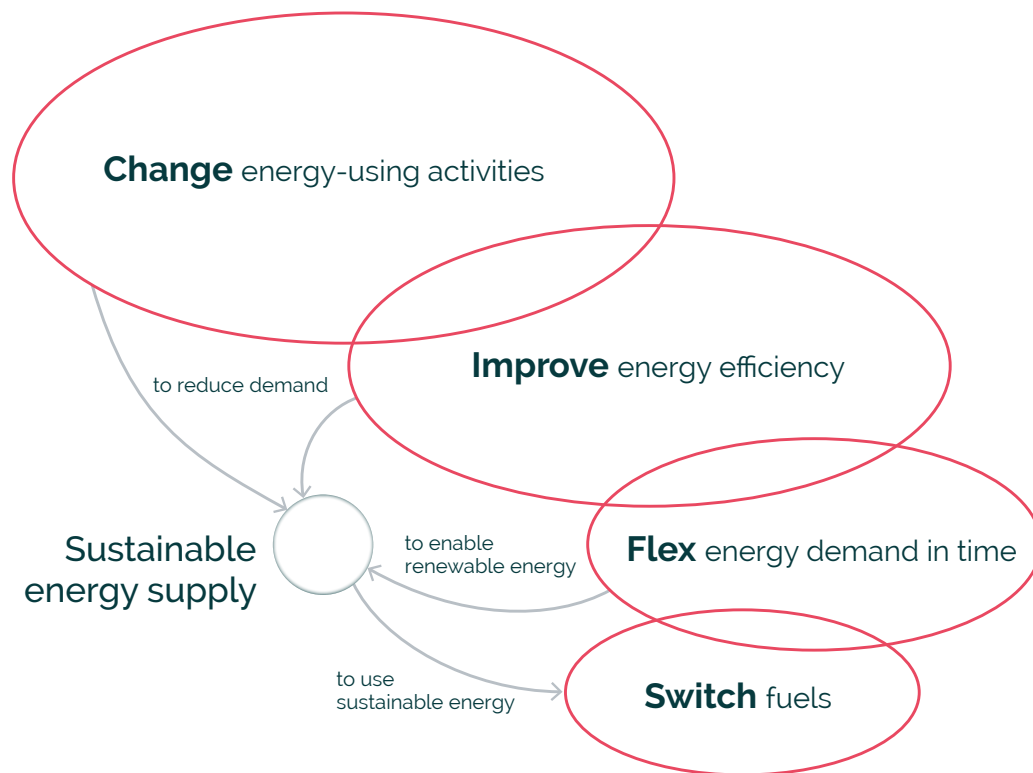 Change energy-using activities
Improve energy efficiency
to reduce demand
Sustainable
energy supply
to enable
renewable energy
Flex energy demand in time
to use
sustainable energy
Switch fuels